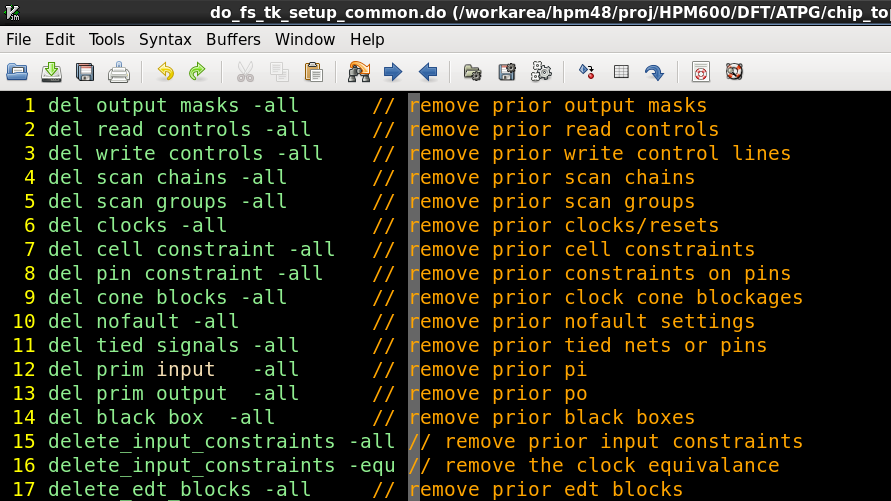 do_fs_tk_setup_common.do (/workarea/hpm48/proj/HPM600/DFT/ATPG/chip_to
File Edit Tools Syntax Buffers Window Help
1 del output masks -all // remove prior output masks
2 del read controls -all // remove prior read controls
3 del write controls -all // remove prior write control lines
4 del scan chains -all // remove prior scan chains
5 del scan groups -all // remove prior scan groups
6 del clocks -all // remove prior clocks/resets
7 del cell constraint -all // remove prior cell constraints
8 del pin constraint -all // remove prior constraints on pins
9 del cone blocks -all // remove prior clock cone blockages
10 del nofault -all // remove prior nofault settings
11 del tied signals -all // remove prior tied nets or pins
12 del prim input -all // remove prior pi
13 del prim output -all // remove prior po
14 del black box -all // remove prior black boxes
15 delete_input_constraints -all // remove prior input constraints
16 delete_input_constraints -equ // remove the clock equivalance
17 delete_edt_blocks -all // remove prior edt blocks